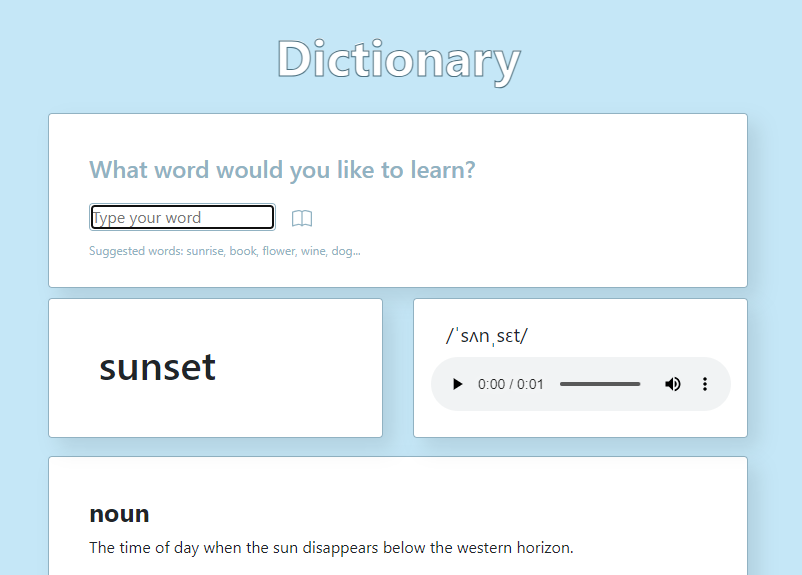 Dictionary
What word would you like to learn?
Type your word
Suggested words: sunrise, book, flower, wine, dog...
sunset
/ˈsʌnˌsɛt/
0:00 / 0:01
noun
The time of day when the sun disappears below the western horizon.